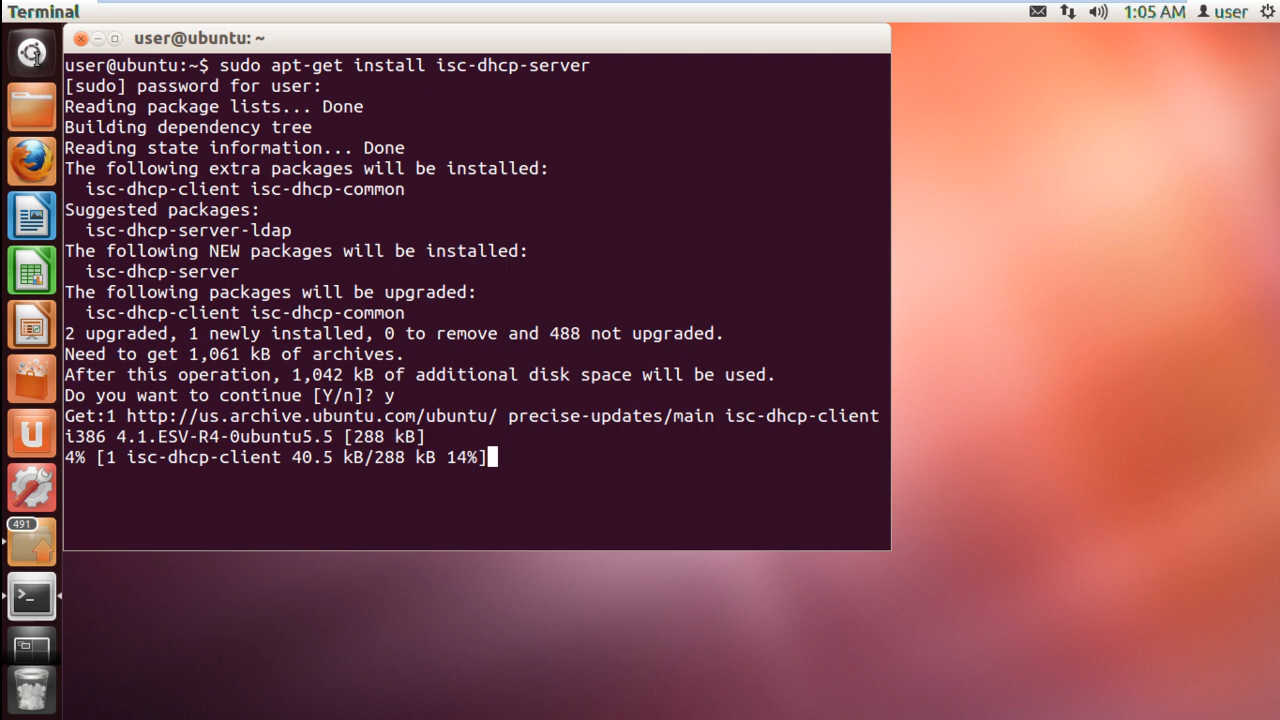 Terminal
1:05 AM user
user@ubuntu: ~
user@ubuntu:~$ sudo apt-get install isc-dhcp-server
[sudo] password for user:
Reading package lists... Done
Building dependency tree
Reading state information... Done
The following extra packages will be installed:
  isc-dhcp-client isc-dhcp-common
Suggested packages:
  isc-dhcp-server-ldap
The following NEW packages will be installed:
  isc-dhcp-server
The following packages will be upgraded:
  isc-dhcp-client isc-dhcp-common
2 upgraded, 1 newly installed, 0 to remove and 488 not upgraded.
Need to get 1,061 kB of archives.
After this operation, 1,042 kB of additional disk space will be used.
Do you want to continue [Y/n]? y
Get:1 http://us.archive.ubuntu.com/ubuntu/ precise-updates/main isc-dhcp-client
i386 4.1.ESV-R4-0ubuntu5.5 [288 kB]
4% [1 isc-dhcp-client 40.5 kB/288 kB 14%]
491